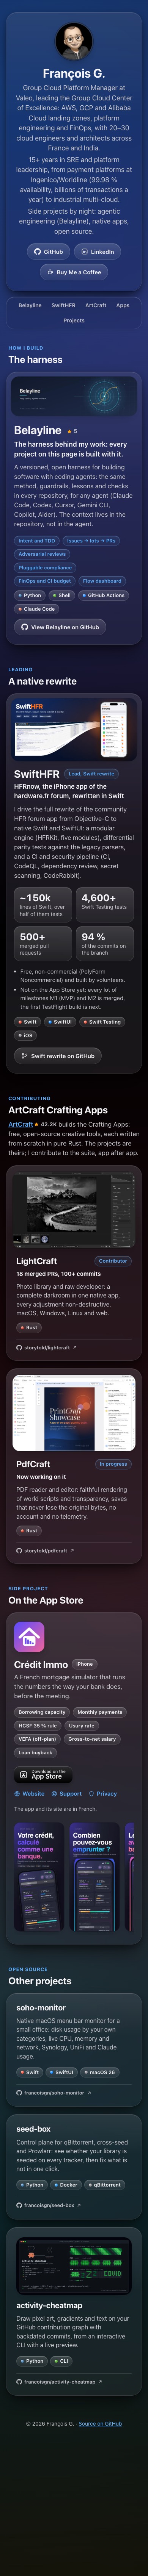 François G.
Group Cloud Platform Manager at
Valeo, leading the Group Cloud Center
of Excellence: AWS, GCP and Alibaba
Cloud landing zones, platform
engineering and FinOps, with 20–30
cloud engineers and architects across
France and India.
15+ years in SRE and platform
leadership, from payment platforms at
Ingenico/Worldline (99.98 %
availability, billions of transactions a
year) to industrial multi-cloud.
Side projects by night: agentic
engineering (Belayline), native apps,
open source.
GitHub
LinkedIn
Buy Me a Coffee
Belayline
SwiftHFR
ArtCraft
Apps
Projects
HOW I BUILD
The harness
Belayline
Belayline ★ 5
The harness behind my work: every
project on this page is built with it.
A versioned, open harness for building
software with coding agents: the same
method, guardrails, lessons and checks
in every repository, for any agent (Claude
Code, Codex, Cursor, Gemini CLI,
Copilot, Aider). The current lives in the
repo, not in the agent.
Intent and TDD
Issues → lots → PRs
Adversarial reviews
Pluggable compliance
FinOps and CI budget
Flow dashboard
Python
Shell
GitHub Actions
Claude Code
View Belayline on GitHub
LEADING
A native rewrite
SwiftHFR
SwiftHFR
Lead, Swift rewrite
HFRnow, the iPhone app of the
hardware.fr forum, rewritten in Swift
I drive the full rewrite of the community
HFR forum app from Objective-C to
native Swift and SwiftUI: a modular
engine (HFRKit, five modules), differential
parity tests against the legacy parsers,
and a CI and security pipeline (CI,
CodeQL, dependency review, secret
scanning, CodeRabbit).
~150k
lines of Swift, over
half of them tests
4,600+
Swift Testing tests
500+
merged pull
requests
94 %
of the commits on
the branch
• Free, non-commercial (PolyForm
Noncommercial) and built by volunteers.
• Not on the App Store yet: every lot of
milestones M1 (MVP) and M2 is merged,
the first TestFlight build is next.
Swift
SwiftUI
Swift Testing
iOS
Swift rewrite on GitHub
CONTRIBUTING
ArtCraft Crafting Apps
ArtCraft ★ 42.2K builds the Crafting Apps:
free, open-source creative tools, each written
from scratch in pure Rust. The projects are
theirs; I contribute to the suite, app after app.
LightCraft
Contributor
18 merged PRs, 100+ commits
Photo library and raw developer: a
complete darkroom in one native app,
every adjustment non-destructive.
macOS, Windows, Linux and web.
Rust
storytold/lightcraft ↗
PrintCraft
Showcase
PdfCraft
In progress
Now working on it
PDF reader and editor: faithful rendering
of world scripts and transparency, saves
that never lose the original bytes, no
account and no telemetry.
Rust
storytold/pdfcraft ↗
SIDE PROJECT
On the App Store
Crédit Immo
iPhone
A French mortgage simulator that runs
the numbers the way your bank does,
before the meeting.
Borrowing capacity
Monthly payments
HCSF 35 % rule
Usury rate
VEFA (off-plan)
Gross-to-net salary
Loan buyback
Download on the
App Store
Website
Support
Privacy
The app and its site are in French.
Votre crédit,
calculé
comme une
banque.
Combien
pouvez-vous
emprunter ?
OPEN SOURCE
Other projects
soho-monitor
Native macOS menu bar monitor for a
small office: disk usage by your own
categories, live CPU, memory and
network, Synology, UniFi and Claude
usage.
Swift
SwiftUI
macOS 26
francoisgn/soho-monitor ↗
seed-box
Control plane for qBittorrent, cross-seed
and Prowlarr: see whether your library is
seeded on every tracker, then fix what is
not in one click.
Python
Docker
qBittorrent
francoisgn/seed-box ↗
activity-cheatmap
Draw pixel art, gradients and text on your
GitHub contribution graph with
backdated commits, from an interactive
CLI with a live preview.
Python
CLI
francoisgn/activity-cheatmap ↗
© 2026 François G. · Source on GitHub